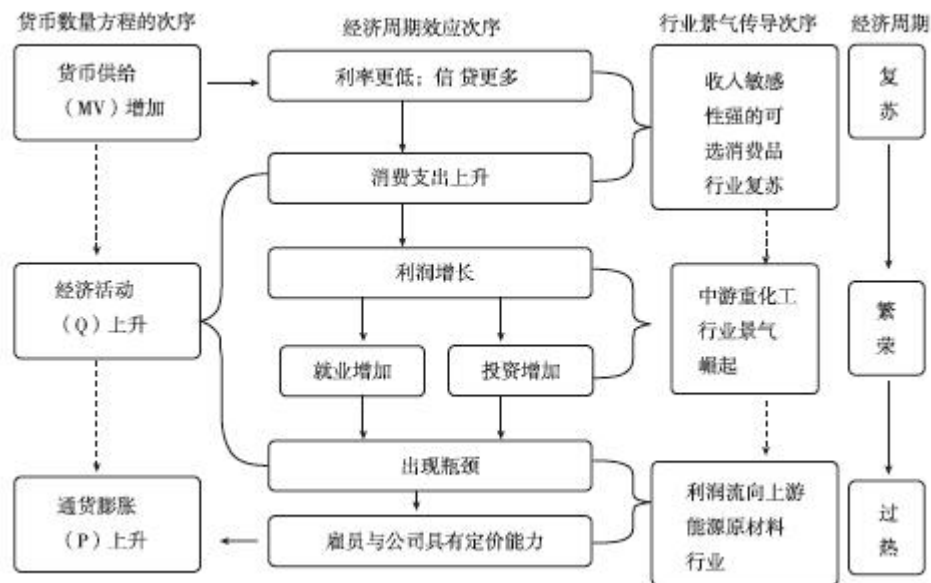 货币数量方程的次序
经济周期效应次序
行业景气传导次序
经济周期
货币供给
（MV）增加
利率更低；信 贷更多
收入敏感
性强的可
选消费品
行业复苏
复
苏
消费支出上升
经济活动
（Q）上升
利润增长
就业增加
投资增加
中游重化工
行业景气
崛起
繁
荣
出现瓶颈
通货膨胀
（P）上升
雇员与公司具有定价能力
利润流向上游
能源原材料
行业
过
热